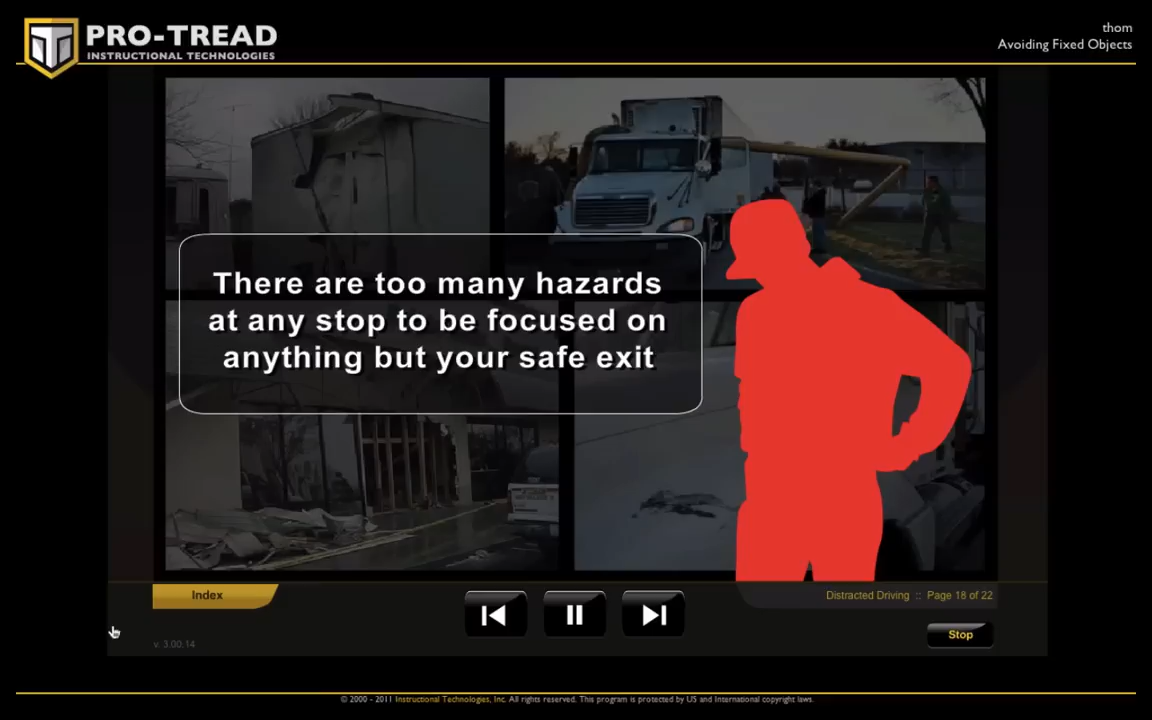 PRO-TREAD
INSTRUCTIONAL TECHNOLOGIES
thom
Avoiding Fixed Objects
There are too many hazards
at any stop to be focused on
anything but your safe exit
Index
Distracted Driving :: Page 18 of 22
Stop
v. 3.00.14
© 2000 - 2011 Instructional Technologies, Inc. All rights reserved. This program is protected by US and International copyright laws.